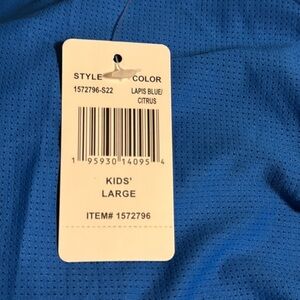 STYLE COLOR
1572796-S22 LAPIS BLUE/
CITRUS
1 95930 14095 4
KIDS'
LARGE
ITEM# 1572796